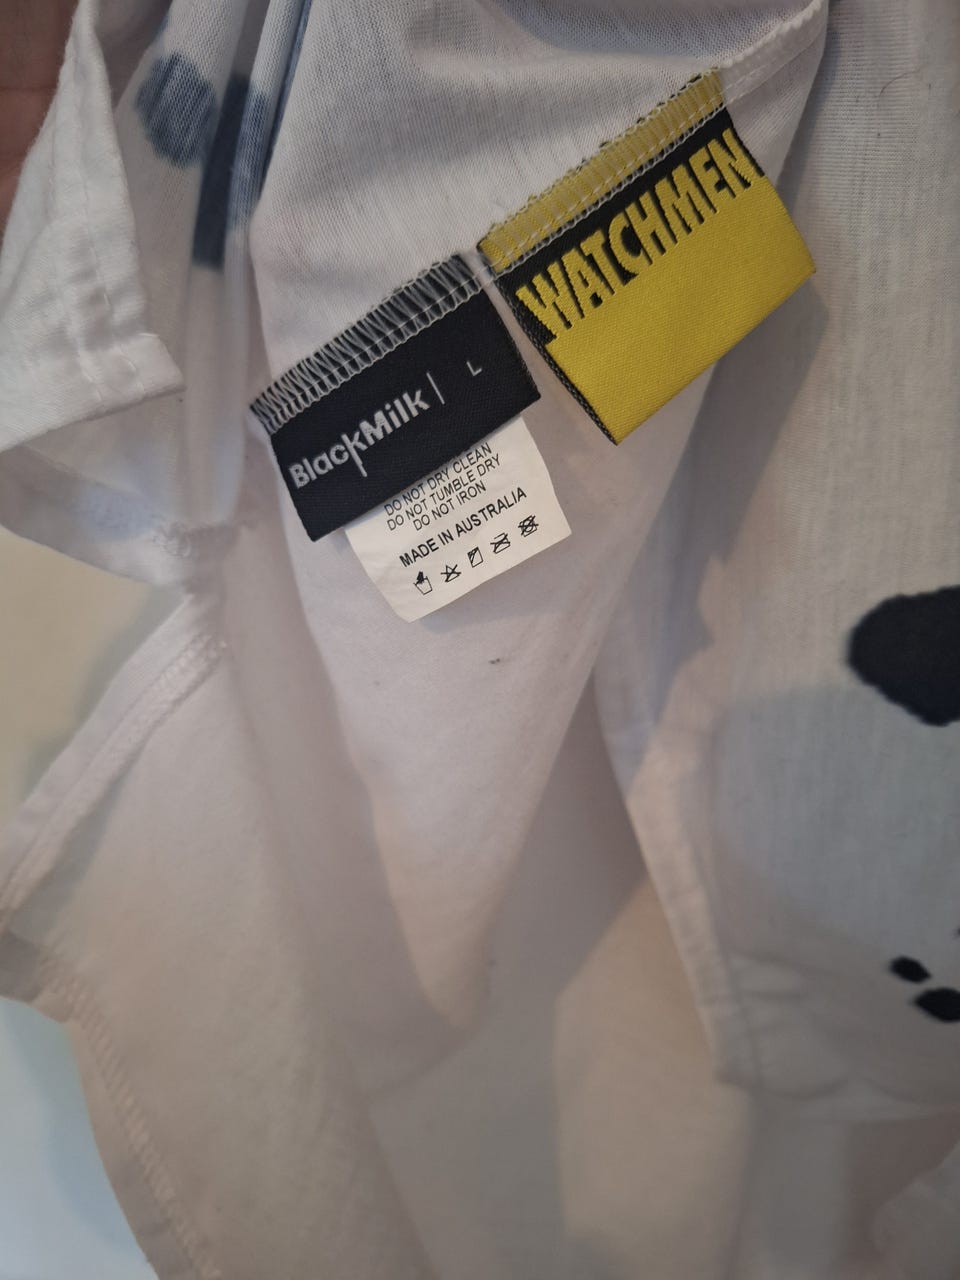 WATCHMEN
BlackMilk | L
DO NOT DRY CLEAN
DO NOT TUMBLE DRY
DO NOT IRON
MADE IN AUSTRALIA